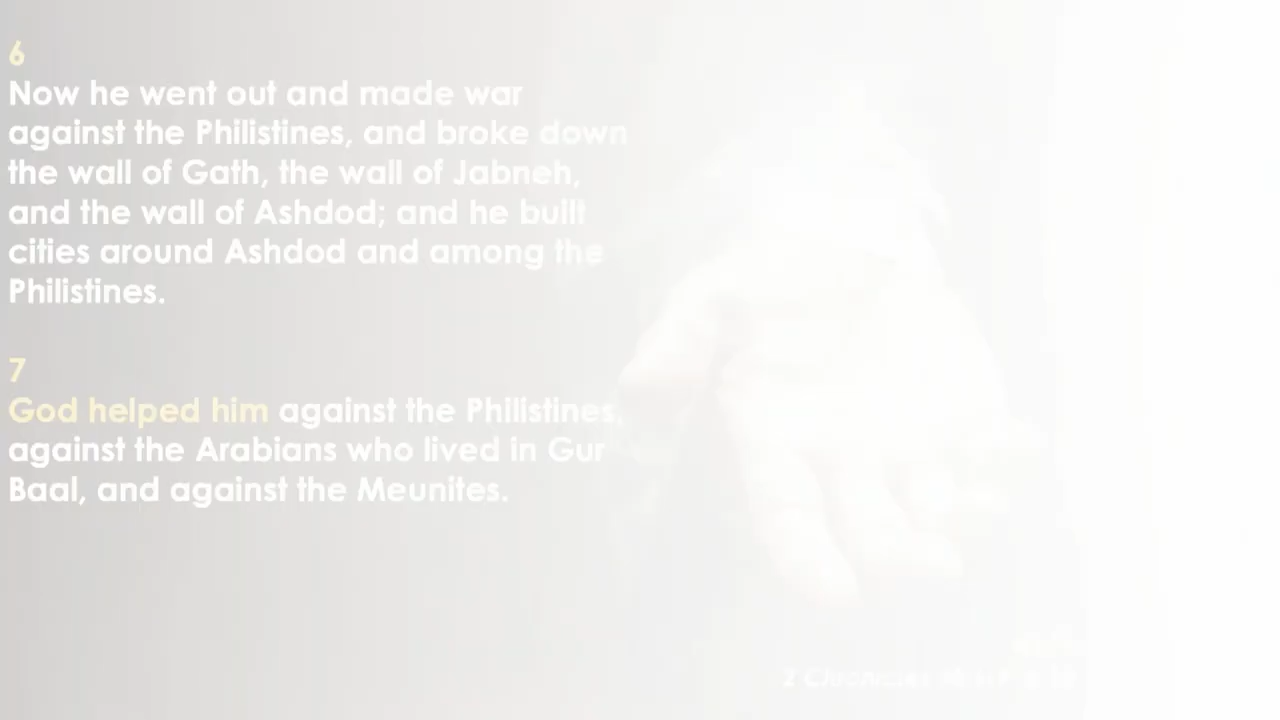 6
Now he went out and made war
against the Philistines, and broke down
the wall of Gath, the wall of Jabneh,
and the wall of Ashdod; and he built
cities around Ashdod and among the
Philistines.
7
God helped him against the Philistines,
against the Arabians who lived in Gur
Baal, and against the Meunites.
2 Chronicles